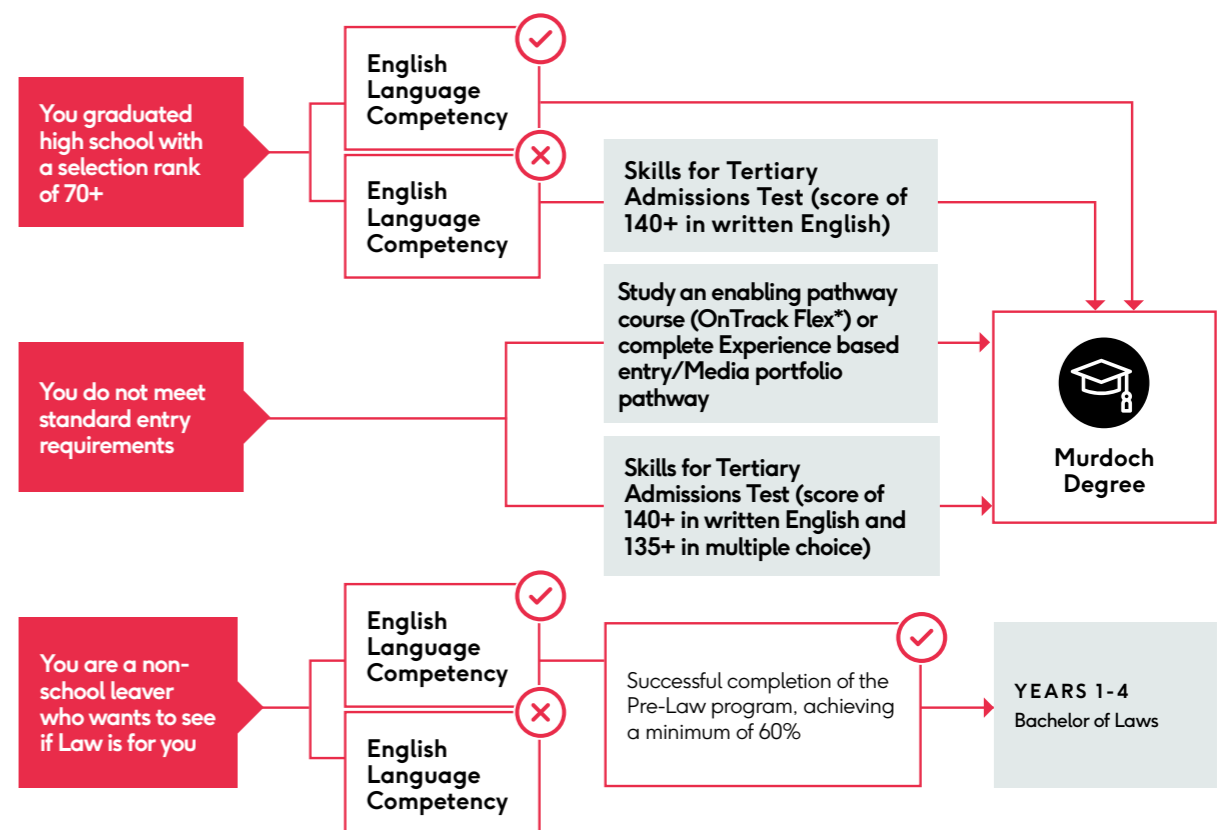 English
Language
Competency
You graduated
high school with
a selection rank
of 70+
English
Language
Competency
Skills for Tertiary
Admissions Test (score of
140+ in written English)
Study an enabling pathway
course (OnTrack Flex*) or
complete Experience based
entry/Media portfolio
pathway
You do not meet
standard entry
requirements
Skills for Tertiary
Admissions Test (score of
140+ in written English and
135+ in multiple choice)
Murdoch
Degree
English
Language
Competency
You are a non-
school leaver
who wants to see
if Law is for you
English
Language
Competency
Successful completion of the
Pre-Law program, achieving
a minimum of 60%
YEARS 1-4
Bachelor of Laws